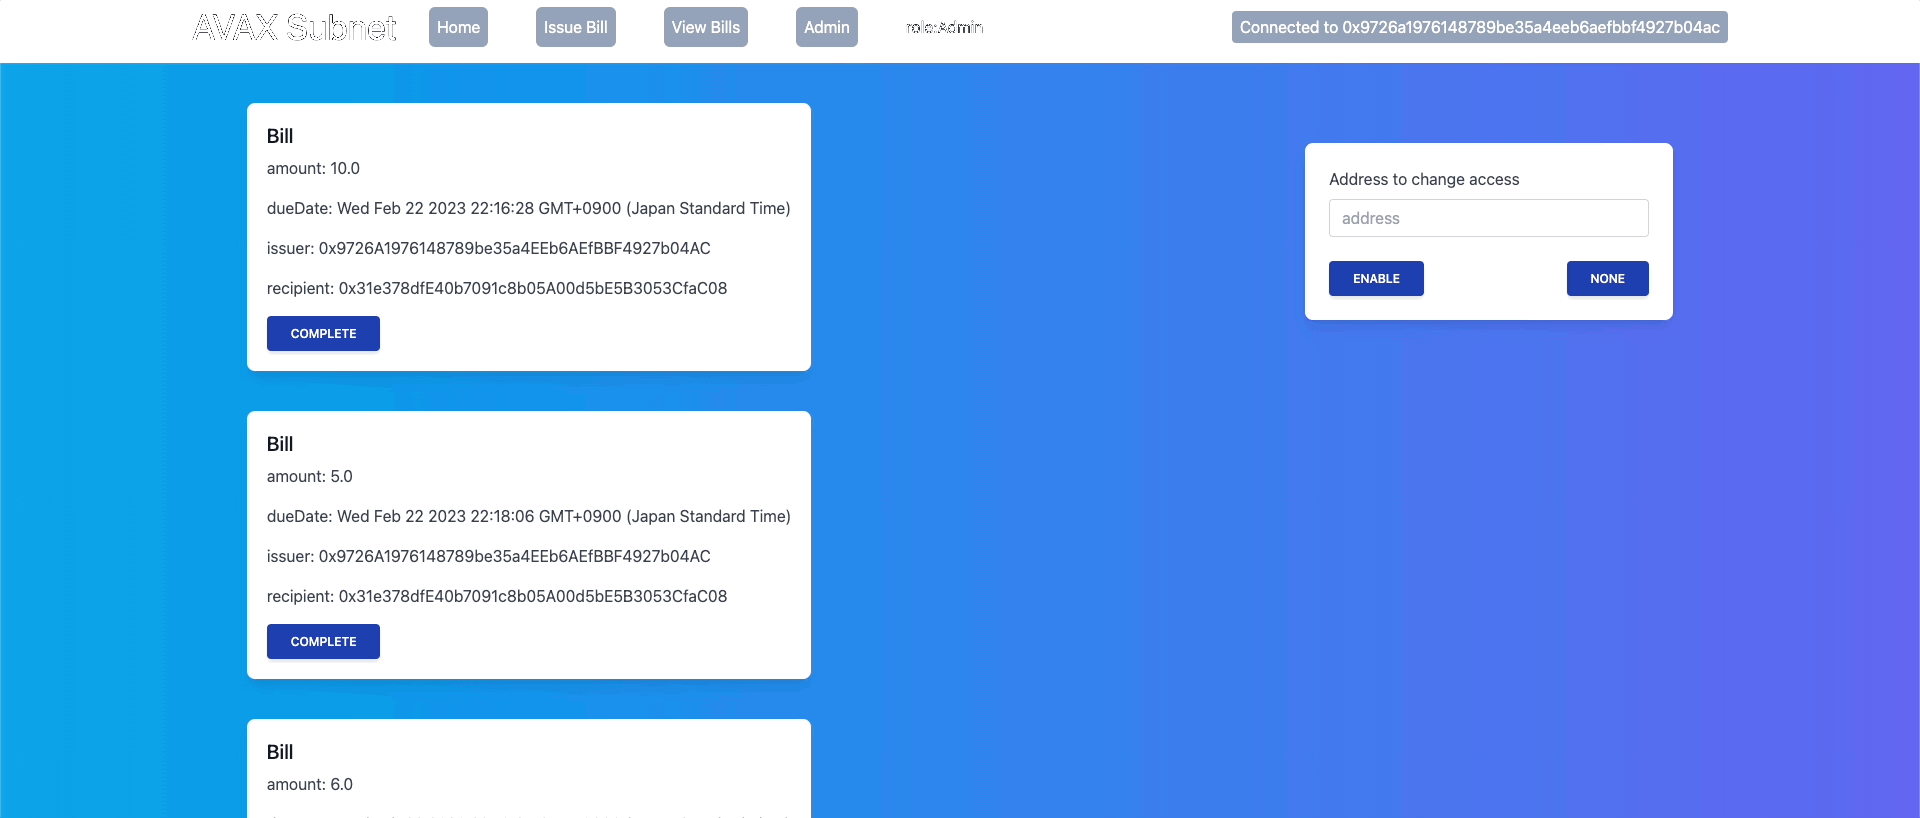 AVAX Subnet
Home
Issue Bill
View Bills
Admin
role:Admin
Connected to 0x9726a1976148789be35a4eeb6aefbbf4927b04ac
Bill
amount: 10.0
dueDate: Wed Feb 22 2023 22:16:28 GMT+0900 (Japan Standard Time)
issuer: 0x9726A1976148789be35a4EEb6AEfBBF4927b04AC
recipient: 0x31e378dfE40b7091c8b05A00d5bE5B3053CfaC08
COMPLETE
Bill
amount: 5.0
dueDate: Wed Feb 22 2023 22:18:06 GMT+0900 (Japan Standard Time)
issuer: 0x9726A1976148789be35a4EEb6AEfBBF4927b04AC
recipient: 0x31e378dfE40b7091c8b05A00d5bE5B3053CfaC08
COMPLETE
Bill
amount: 6.0
Address to change access
address
ENABLE
NONE